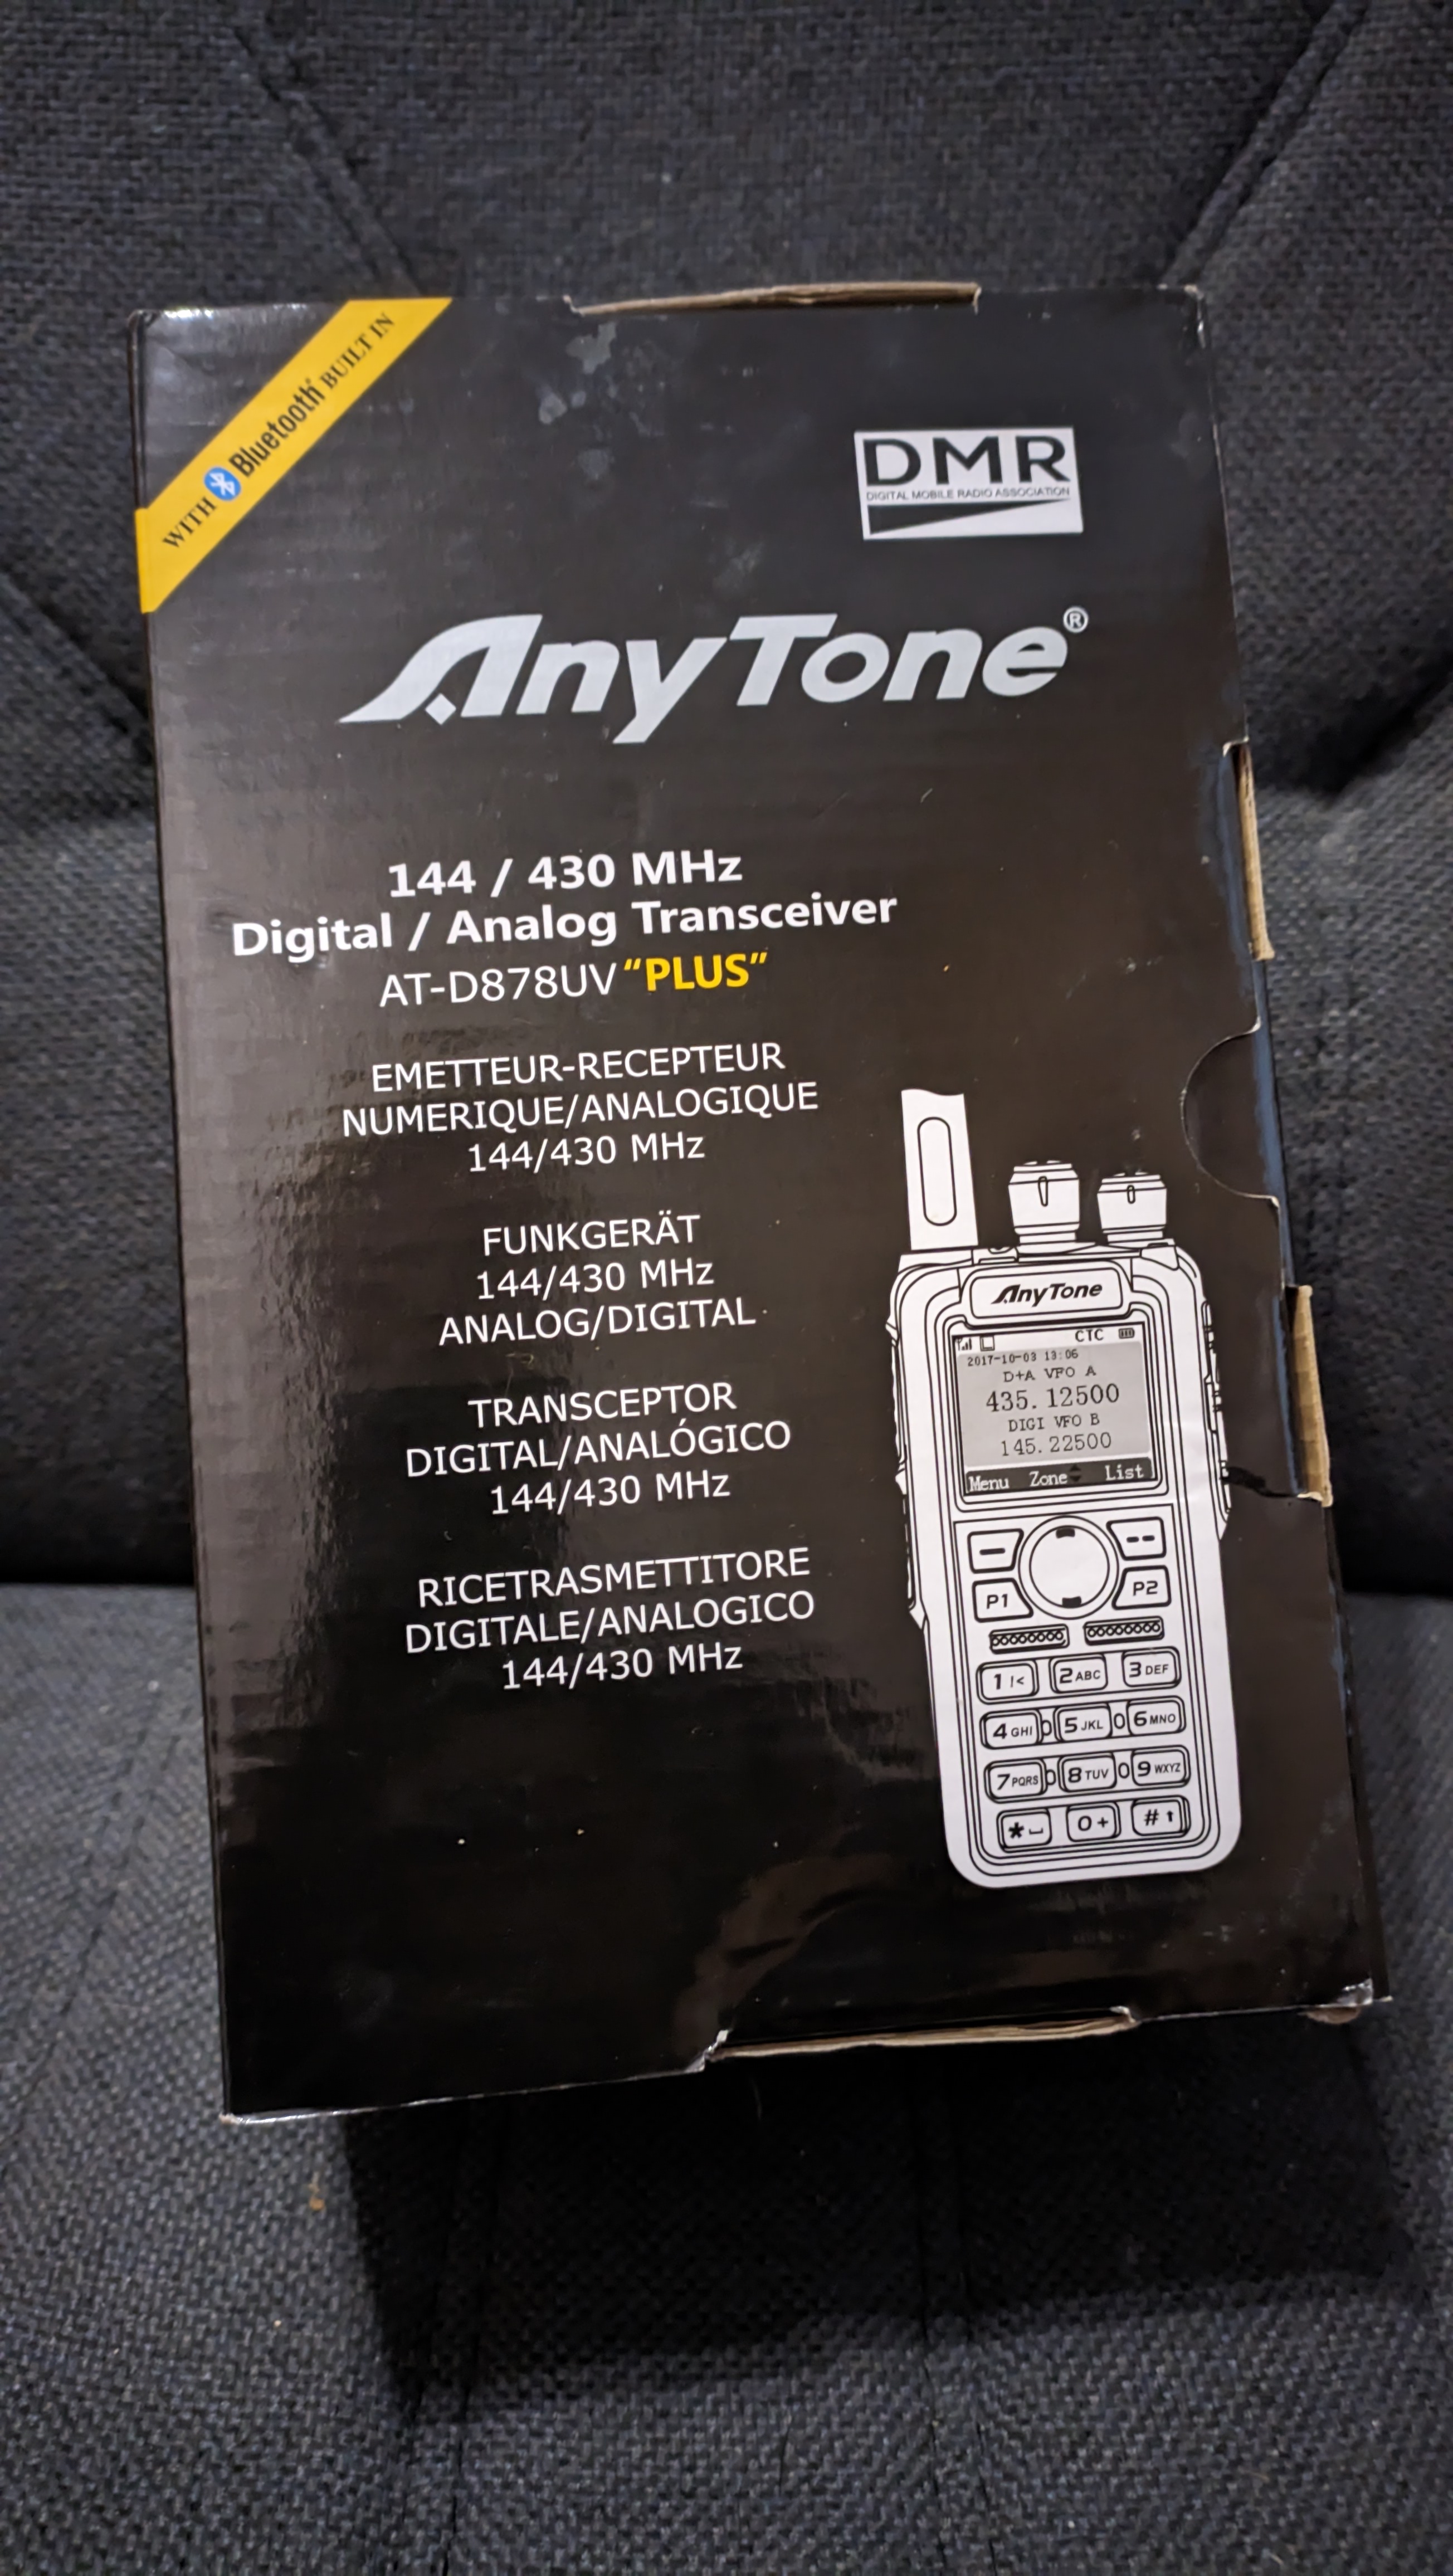 WITH Bluetooth® BUILT IN
DMR
DIGITAL MOBILE RADIO ASSOCIATION
AnyTone®
144 / 430 MHz
Digital / Analog Transceiver
AT-D878UV “PLUS”
EMETTEUR-RECEPTEUR
NUMERIQUE/ANALOGIQUE
144/430 MHz
FUNKGERÄT
144/430 MHz
ANALOG/DIGITAL
TRANSCEPTOR
DIGITAL/ANALÓGICO
144/430 MHz
RICETRASMETTITORE
DIGITALE/ANALOGICO
144/430 MHz
AnyTone
CTC
2017-10-03 13:06
D+A VFO A
435.12500
DIGI VFO B
145.22500
Menu Zone List
P1 P2
1 !< 2 ABC 3 DEF
4 GHI 5 JKL 6 MNO
7 PQRS 8 TUV 9 WXYZ
* 0 + #